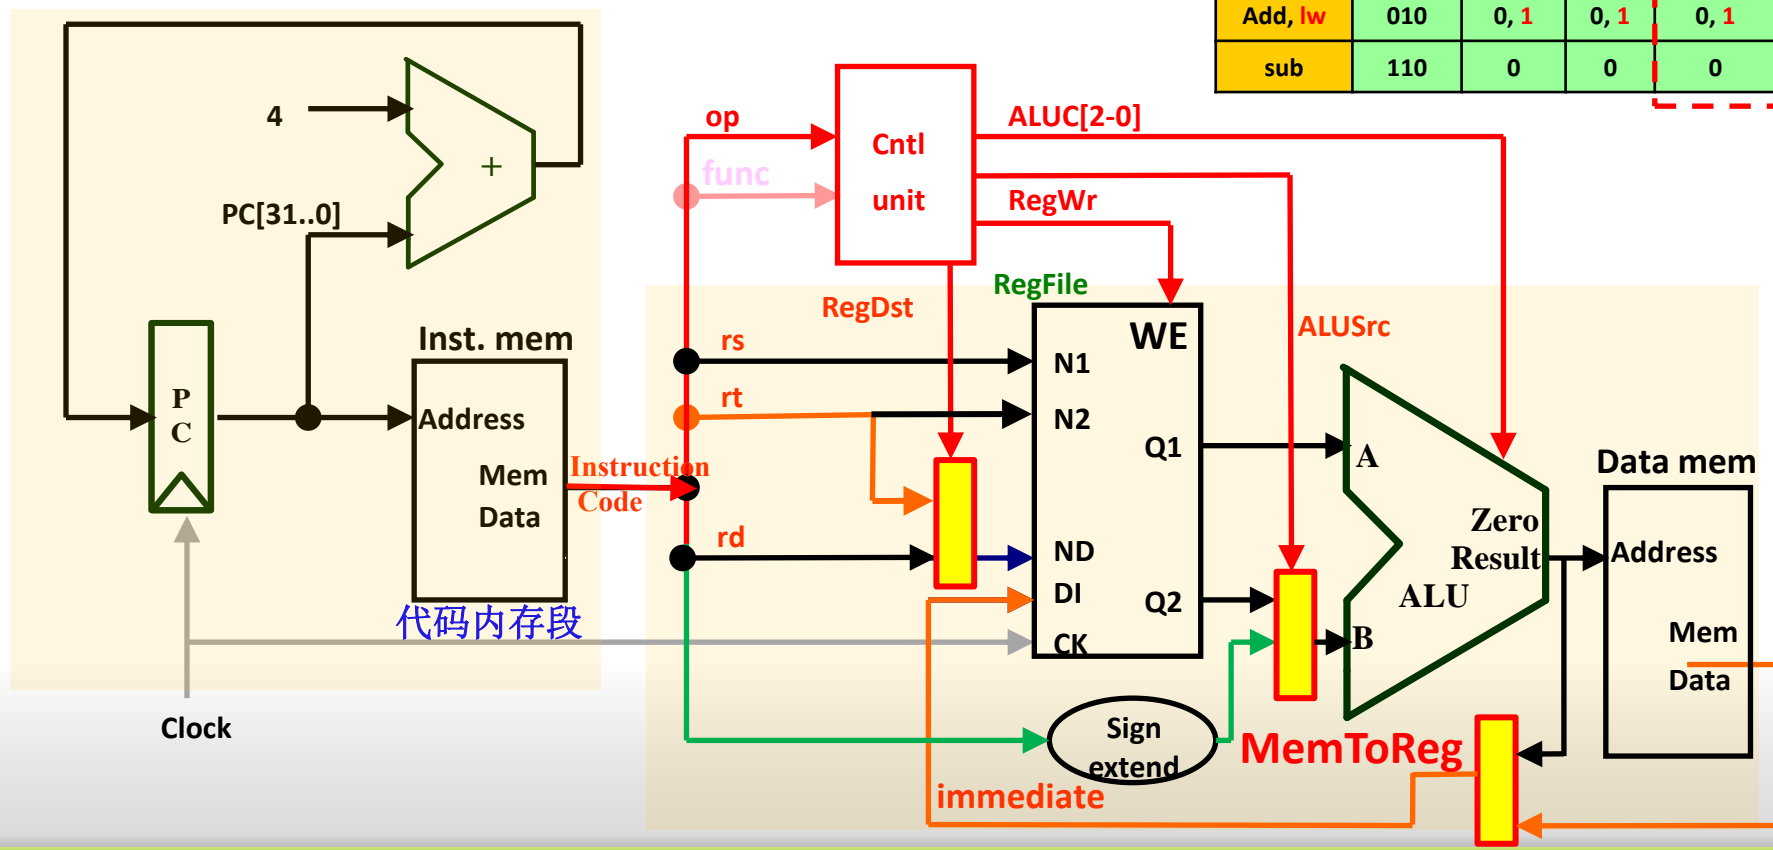 Add, lw 010 0, 1 0, 1 0, 1
sub 110 0 0 0
4
+
PC[31..0]
op
func
Cntl
unit
ALUC[2-0]
RegWr
RegDst
RegFile
ALUSrc
P
C
Inst. mem
Address
Mem
Data
Instruction
Code
代码内存段
Clock
rs
rt
rd
WE
N1
N2
Q1
ND
DI
Q2
CK
A
B
Zero
Result
ALU
Data mem
Address
Mem
Data
Sign
extend
MemToReg
immediate